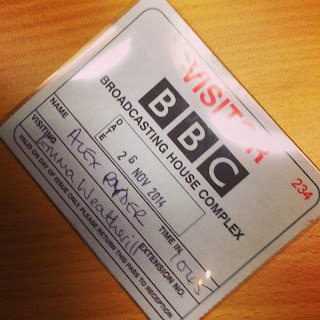 VISITOR
234
BBC
BROADCASTING HOUSE COMPLEX
DATE
26 NOV 2014
TIME IN
NAME
ALEX RYDER
VISITING
Emma Weatherill
EXTENSION NO.
VALID ON DAY OF ISSUE ONLY PLEASE RETURN THIS PASS TO RECEPTION